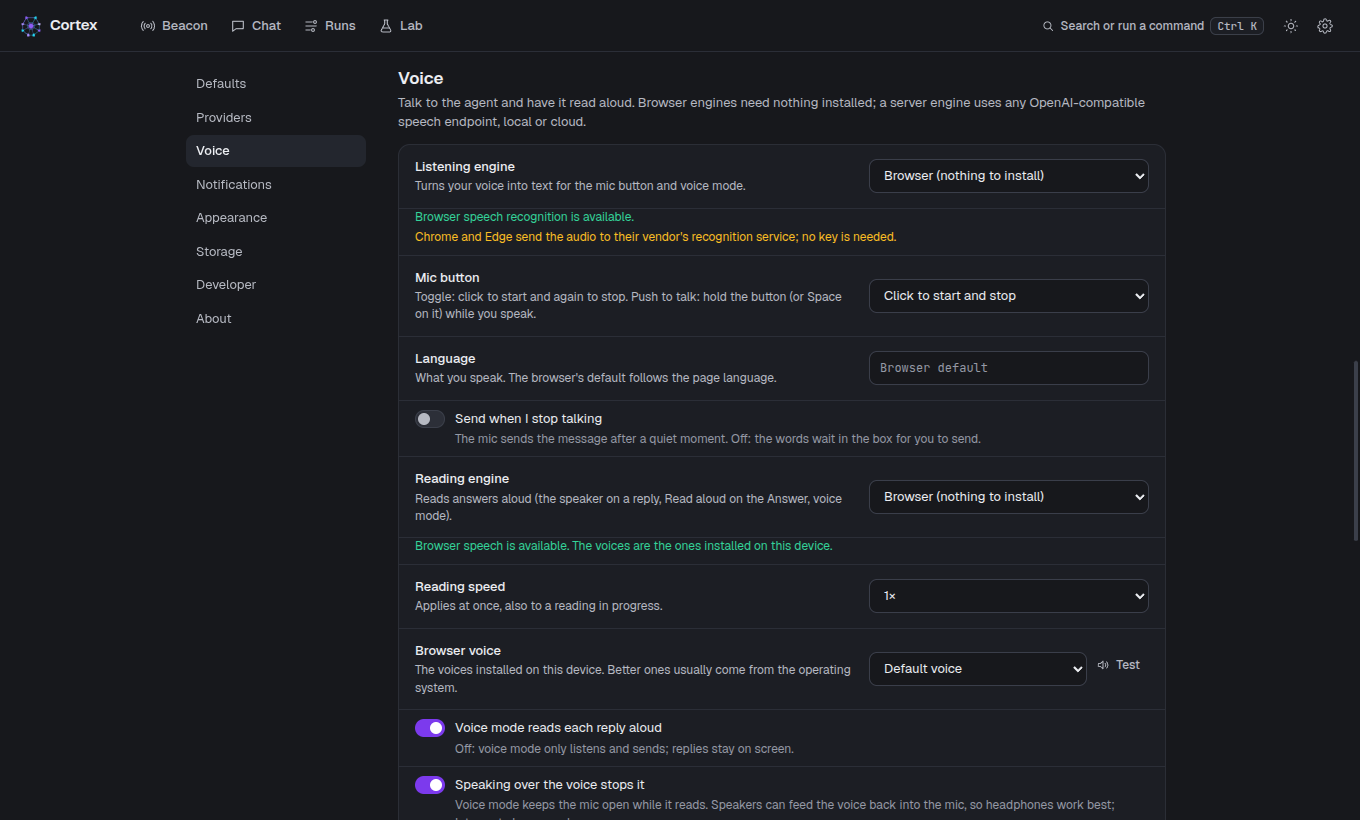 Cortex
Beacon
Chat
Runs
Lab
Search or run a command
Ctrl K
Defaults
Providers
Voice
Notifications
Appearance
Storage
Developer
About
Voice
Talk to the agent and have it read aloud. Browser engines need nothing installed; a server engine uses any OpenAI-compatible
speech endpoint, local or cloud.
Listening engine
Turns your voice into text for the mic button and voice mode.
Browser (nothing to install)
Browser speech recognition is available.
Chrome and Edge send the audio to their vendor's recognition service; no key is needed.
Mic button
Toggle: click to start and again to stop. Push to talk: hold the button (or Space
on it) while you speak.
Click to start and stop
Language
What you speak. The browser's default follows the page language.
Browser default
Send when I stop talking
The mic sends the message after a quiet moment. Off: the words wait in the box for you to send.
Reading engine
Reads answers aloud (the speaker on a reply, Read aloud on the Answer, voice
mode).
Browser (nothing to install)
Browser speech is available. The voices are the ones installed on this device.
Reading speed
Applies at once, also to a reading in progress.
1×
Browser voice
The voices installed on this device. Better ones usually come from the operating
system.
Default voice
Test
Voice mode reads each reply aloud
Off: voice mode only listens and sends; replies stay on screen.
Speaking over the voice stops it
Voice mode keeps the mic open while it reads. Speakers can feed the voice back into the mic, so headphones work best;